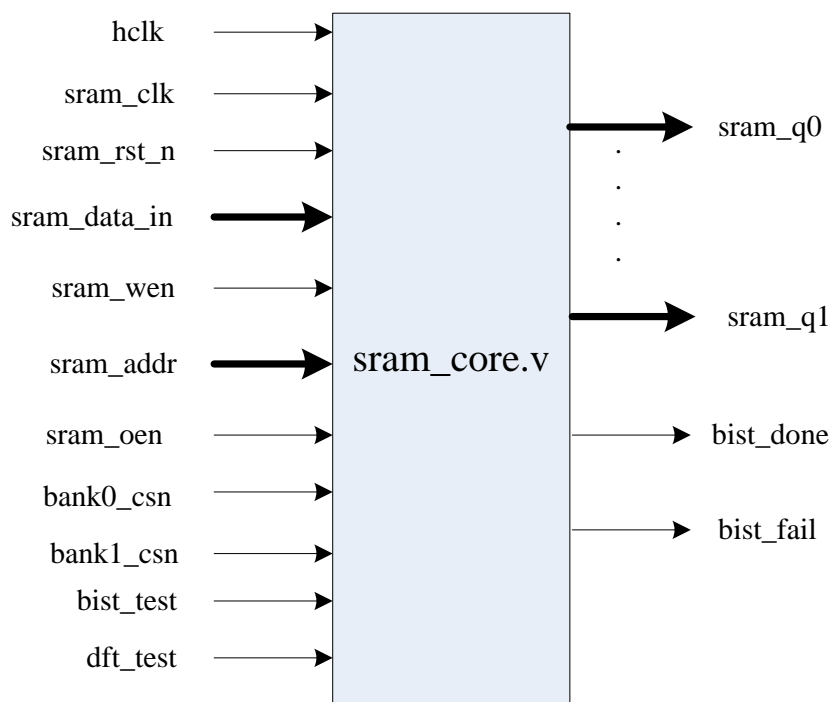 hclk
sram_clk
sram_rst_n
sram_data_in
sram_wen
sram_addr
sram_oen
bank0_csn
bank1_csn
bist_test
dft_test
sram_core.v
sram_q0
sram_q1
bist_done
bist_fail